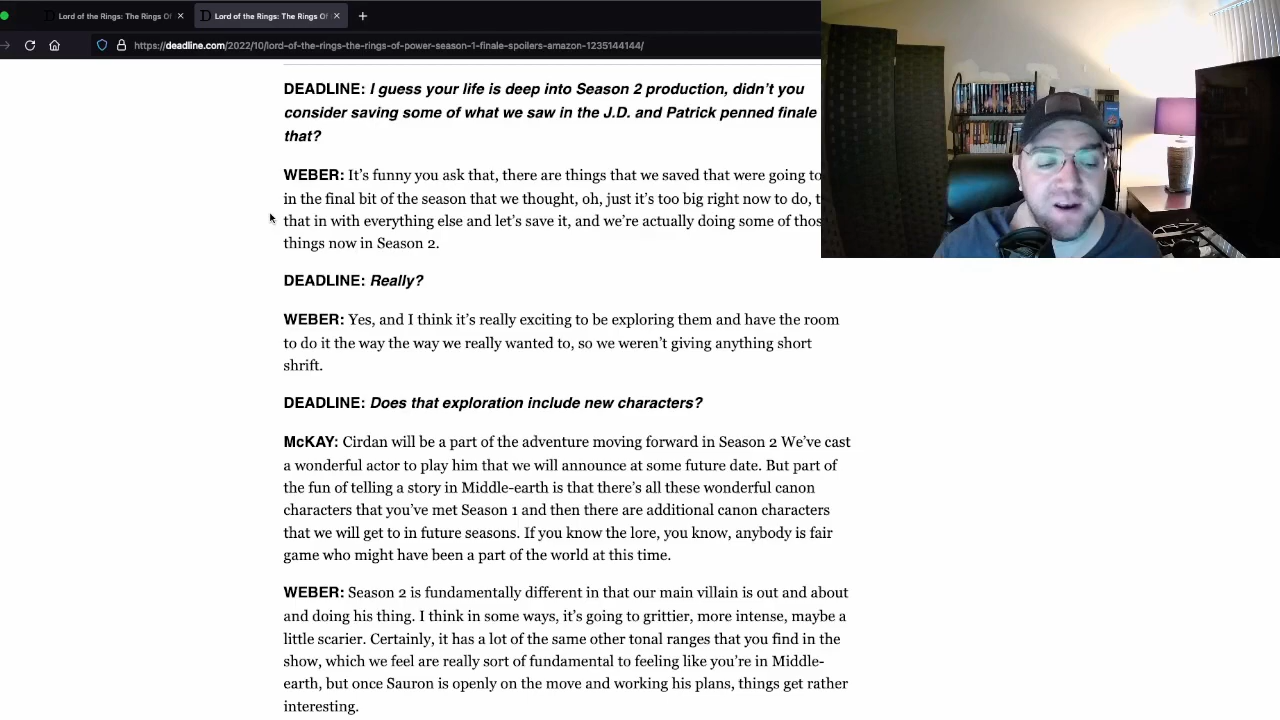 Lord of the Rings: The Rings Of
Lord of the Rings: The Rings Of
https://deadline.com/2022/10/lord-of-the-rings-the-rings-of-power-season-1-finale-spoilers-amazon-1235144144/
DEADLINE: I guess your life is deep into Season 2 production, didn’t you
consider saving some of what we saw in the J.D. and Patrick penned finale
that?
WEBER: It’s funny you ask that, there are things that we saved that were going to
in the final bit of the season that we thought, oh, just it’s too big right now to do,
that in with everything else and let’s save it, and we’re actually doing some of thos
things now in Season 2.
DEADLINE: Really?
WEBER: Yes, and I think it’s really exciting to be exploring them and have the room
to do it the way the way we really wanted to, so we weren’t giving anything short
shrift.
DEADLINE: Does that exploration include new characters?
McKAY: Cirdan will be a part of the adventure moving forward in Season 2 We’ve cast
a wonderful actor to play him that we will announce at some future date. But part of
the fun of telling a story in Middle-earth is that there’s all these wonderful canon
characters that you’ve met Season 1 and then there are additional canon characters
that we will get to in future seasons. If you know the lore, you know, anybody is fair
game who might have been a part of the world at this time.
WEBER: Season 2 is fundamentally different in that our main villain is out and about
and doing his thing. I think in some ways, it’s going to grittier, more intense, maybe a
little scarier. Certainly, it has a lot of the same other tonal ranges that you find in the
show, which we feel are really sort of fundamental to feeling like you’re in Middle-
earth, but once Sauron is openly on the move and working his plans, things get rather
interesting.